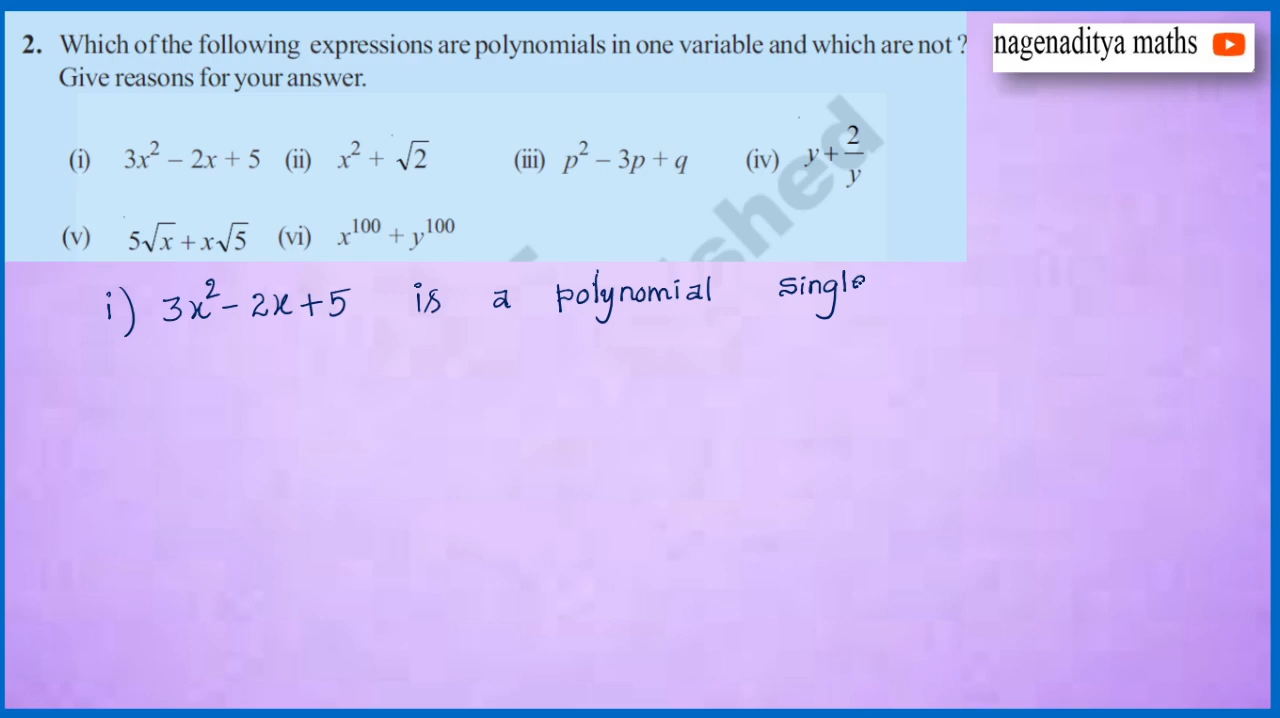 2. Which of the following expressions are polynomials in one variable and which are not ?
nagenaditya maths
Give reasons for your answer.
(i) 3x² – 2x + 5 (ii) x² + √2 (iii) p² – 3p + q (iv) y + 2/y
(v) 5√x + x√5 (vi) x¹⁰⁰ + y¹⁰⁰
i) 3x² – 2x + 5 is a polynomial single